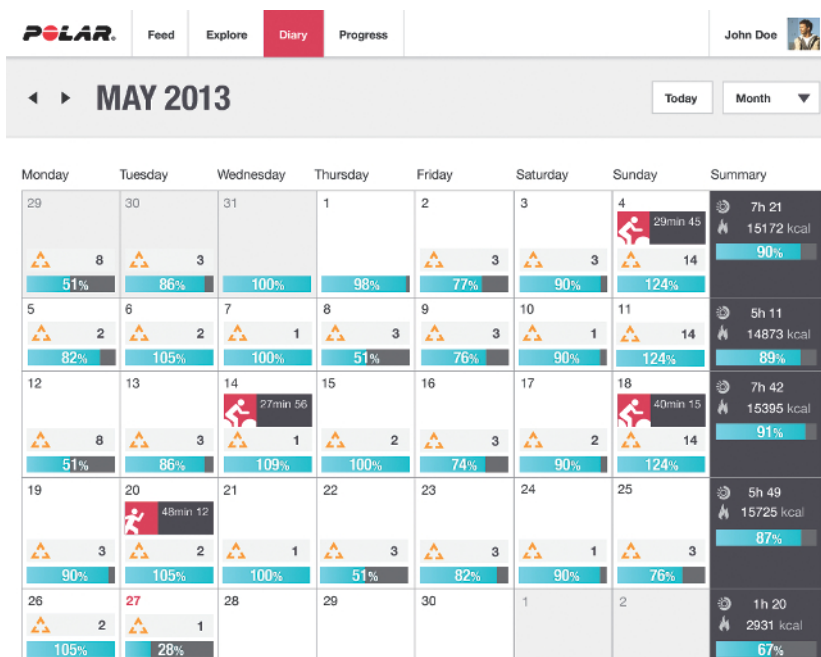 POLAR. Feed Explore Diary Progress John Doe
MAY 2013 Today Month
Monday Tuesday Wednesday Thursday Friday Saturday Sunday Summary
29 30 31 1 2 3 4 7h 21
29min 45
15172 kcal
8 3 3 3 14 90%
51% 86% 100% 98% 77% 90% 124%
5 6 7 8 9 10 11 5h 11
2 2 1 3 3 1 14 14873 kcal
82% 105% 100% 51% 76% 90% 124% 89%
12 13 14 15 16 17 18 7h 42
27min 56 40min 15 15395 kcal
91%
8 3 1 2 3 2 14
51% 86% 109% 100% 74% 90% 124%
19 20 21 22 23 24 25 5h 49
48min 12 15725 kcal
87%
3 2 1 3 3 1 3
90% 105% 100% 51% 82% 90% 76%
26 27 28 29 30 1 2 1h 20
2 1 2931 kcal
105% 28% 67%